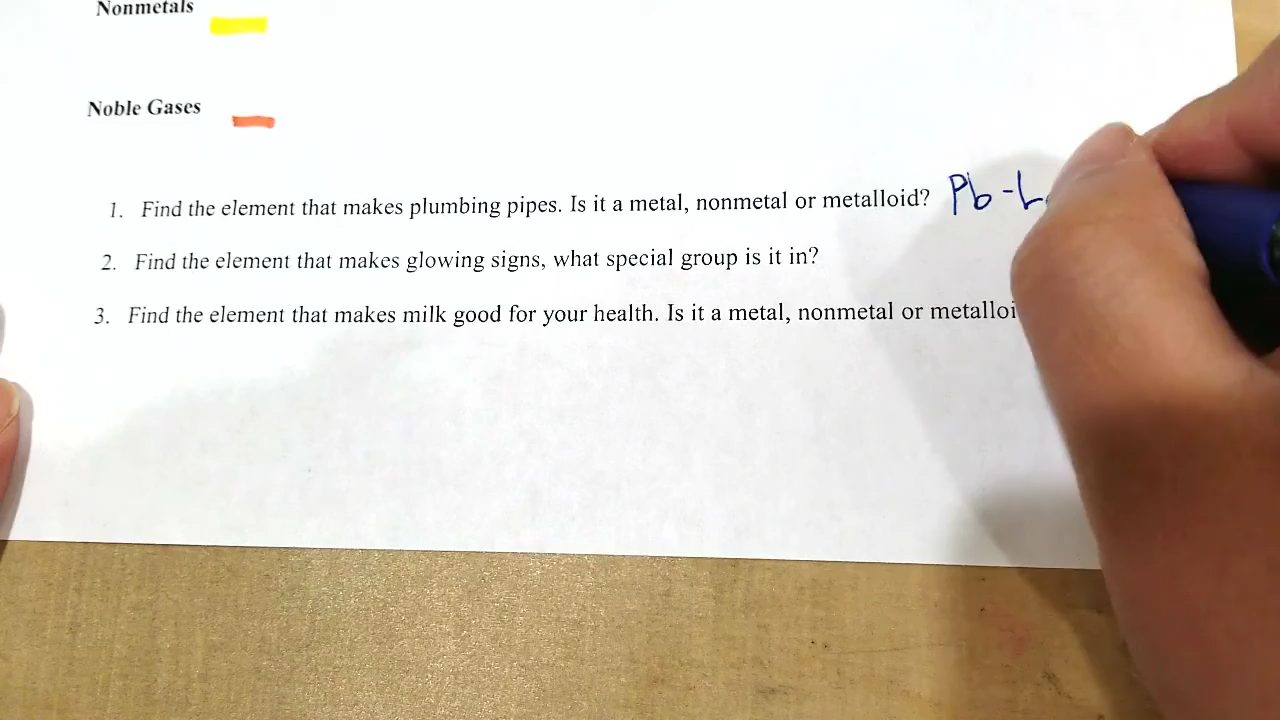 Nonmetals
Noble Gases
1. Find the element that makes plumbing pipes. Is it a metal, nonmetal or metalloid? Pb - L
2. Find the element that makes glowing signs, what special group is it in?
3. Find the element that makes milk good for your health. Is it a metal, nonmetal or metalloi